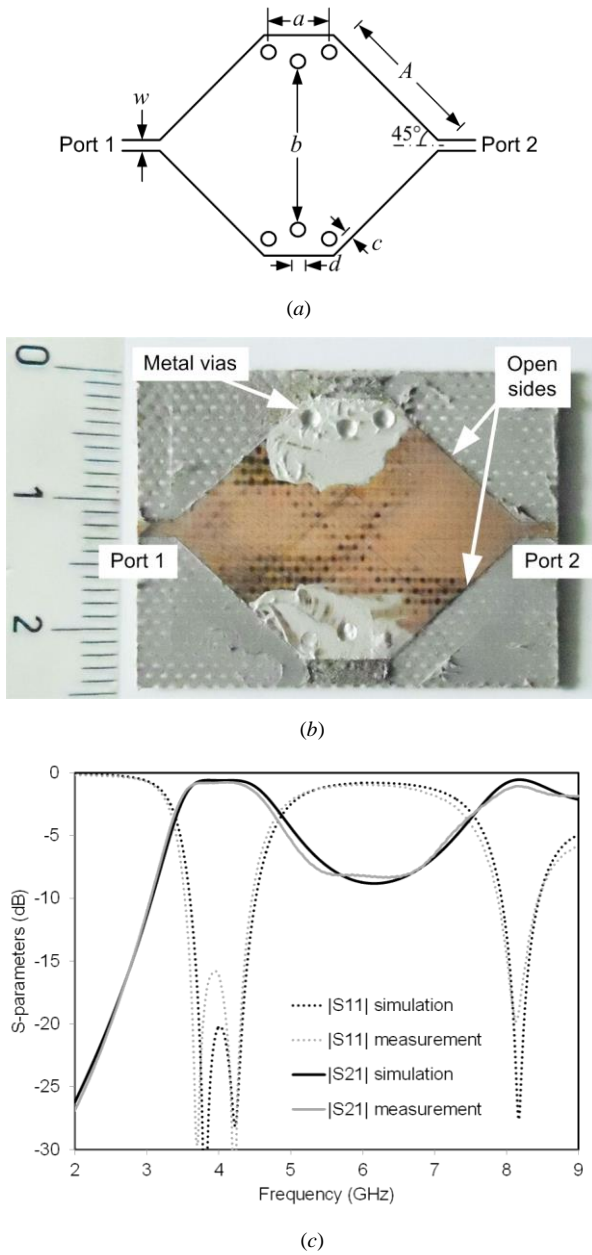 a
w
A
45°
Port 1
b
Port 2
c
d
(a)
0
Metal vias
Open
sides
1
Port 1
Port 2
2
(b)
0
-5
-10
-15
-20
-25
-30
S-parameters (dB)
|S11| simulation
|S11| measurement
|S21| simulation
|S21| measurement
2 3 4 5 6 7 8 9
Frequency (GHz)
(c)